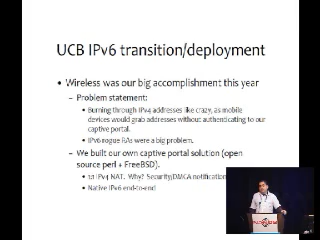 UCB IPv6 transition/deployment
• Wireless was our big accomplishment this year
– Problem statement:
• Burning through IPv4 addresses like crazy, as mobile
devices would grab addresses without authenticating to our
captive portal.
• IPv6 rogue RAs were a big problem.
– We built our own captive portal solution (open
source perl + FreeBSD).
• 1:1 IPv4 NAT. Why? Security/DMCA notification
• Native IPv6 end-to-end